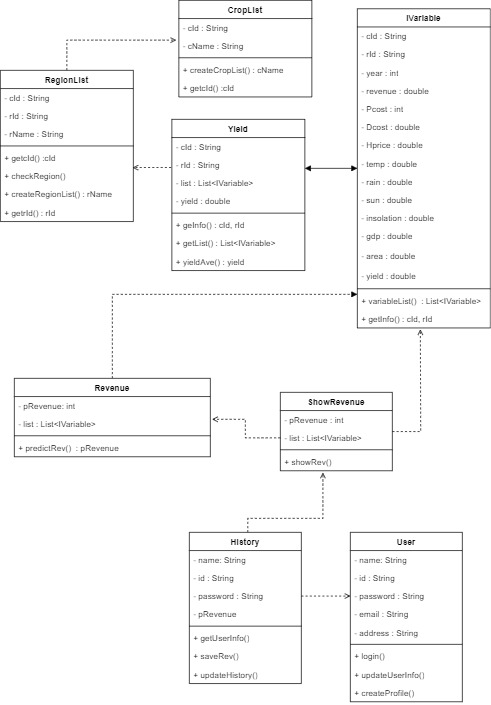 CropList
- cId : String
- cName : String
+ createCropList() : cName
+ getcId() :cId
RegionList
- cId : String
- rId : String
- rName : String
+ getcId() :cId
+ checkRegion()
+ createRegionList() : rName
+ getrId() : rId
Yield
- cId : String
- rId : String
- list : List<IVariable>
- yield : double
+ geInfo() : cId, rId
+ getList() : List<IVariable>
+ yieldAve() : yield
IVariable
- cId : String
- rId : String
- year : int
- revenue : double
- Pcost : int
- Dcost : double
- Hprice : double
- temp : double
- rain : double
- sun : double
- insolation : double
- gdp : double
- area : double
- yield : double
+ variableList() : List<IVariable>
+ getInfo() : cId, rId
Revenue
- pRevenue: int
- list : List<IVariable>
+ predictRev() : pRevenue
ShowRevenue
- pRevenue : int
- list : List<IVariable>
+ showRev()
History
- name: String
- id : String
- password : String
- pRevenue
+ getUserInfo()
+ saveRev()
+ updateHistory()
User
- name: String
- id : String
- password : String
- email : String
- address : String
+ login()
+ updateUserInfo()
+ createProfile()